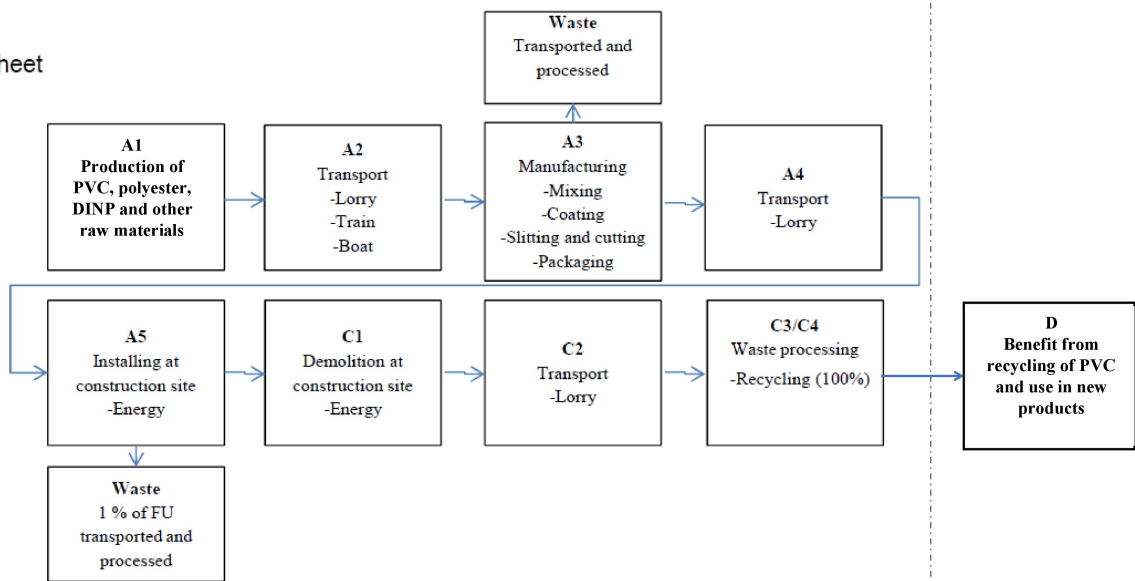 heet
Waste
Transported and
processed
A1
Production of
PVC, polyester,
DINP and other
raw materials
A2
Transport
-Lorry
-Train
-Boat
A3
Manufacturing
-Mixing
-Coating
-Slitting and cutting
-Packaging
A4
Transport
-Lorry
A5
Installing at
construction site
-Energy
C1
Demolition at
construction site
-Energy
C2
Transport
-Lorry
C3/C4
Waste processing
-Recycling (100%)
D
Benefit from
recycling of PVC
and use in new
products
Waste
1 % of FU
transported and
processed